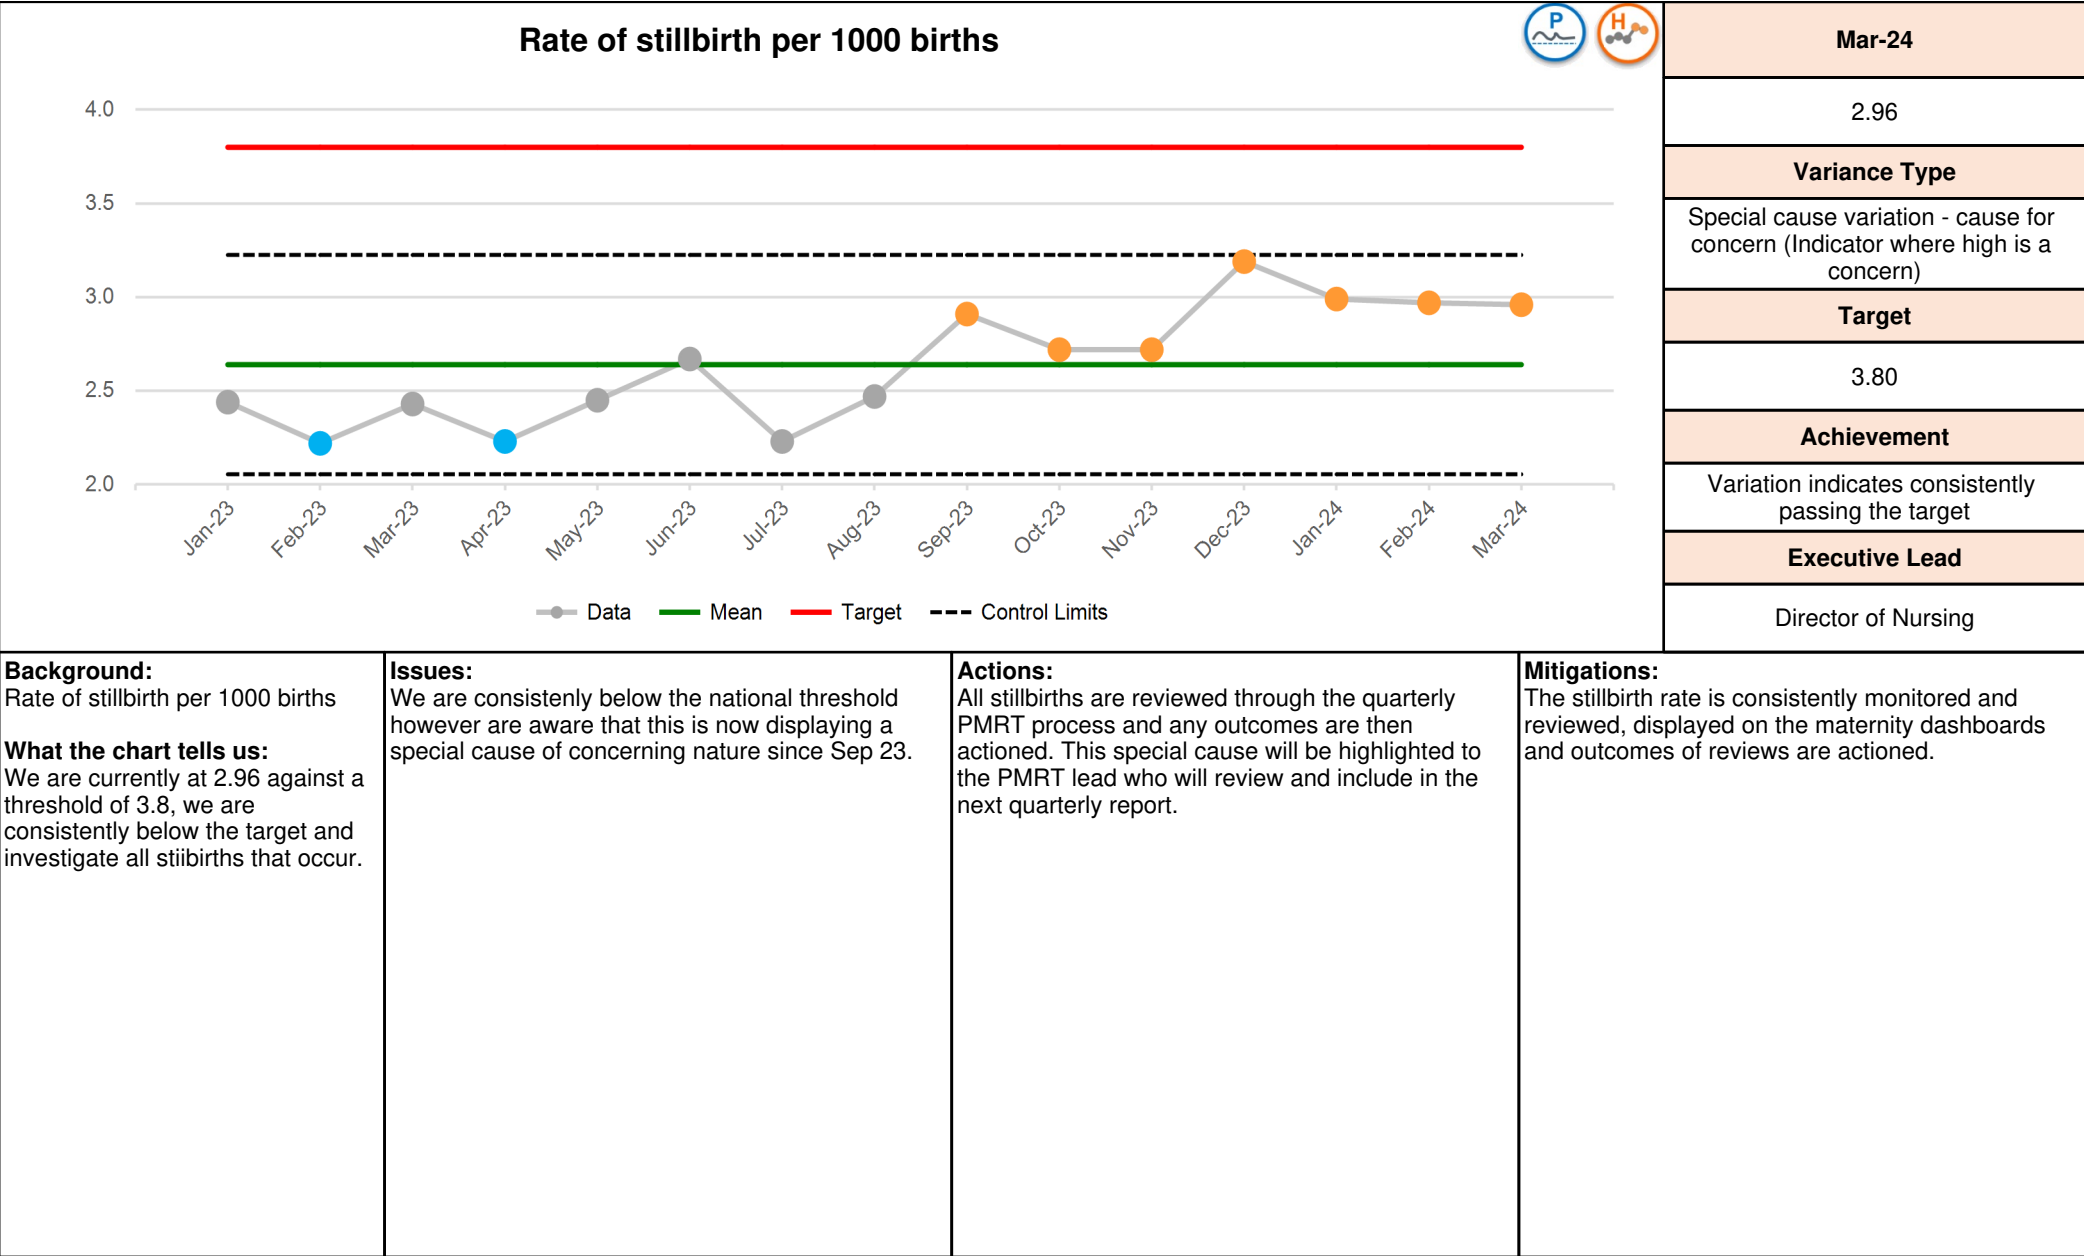 Rate of stillbirth per 1000 births
P
H
4.0
3.5
3.0
2.5
2.0
Jan-23
Feb-23
Mar-23
Apr-23
May-23
Jun-23
Jul-23
Aug-23
Sep-23
Oct-23
Nov-23
Dec-23
Jan-24
Feb-24
Mar-24
Data
Mean
Target
Control Limits
Mar-24
2.96
Variance Type
Special cause variation - cause for
concern (Indicator where high is a
concern)
Target
3.80
Achievement
Variation indicates consistently
passing the target
Executive Lead
Director of Nursing
Background:
Rate of stillbirth per 1000 births
What the chart tells us:
We are currently at 2.96 against a
threshold of 3.8, we are
consistently below the target and
investigate all stiibirths that occur.
Issues:
We are consistenly below the national threshold
however are aware that this is now displaying a
special cause of concerning nature since Sep 23.
Actions:
All stillbirths are reviewed through the quarterly
PMRT process and any outcomes are then
actioned. This special cause will be highlighted to
the PMRT lead who will review and include in the
next quarterly report.
Mitigations:
The stillbirth rate is consistently monitored and
reviewed, displayed on the maternity dashboards
and outcomes of reviews are actioned.